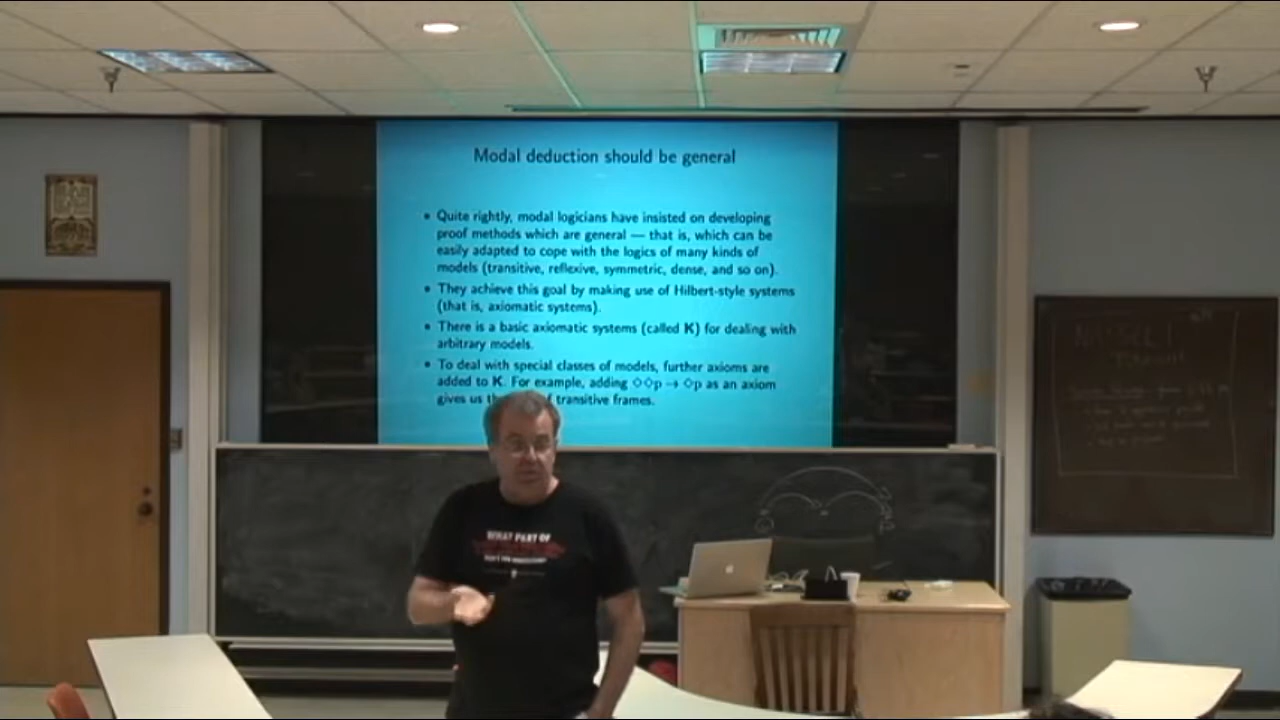 Modal deduction should be general
• Quite rightly, modal logicians have insisted on developing
proof methods which are general — that is, which can be
easily adapted to cope with the logics of many kinds of
models (transitive, reflexive, symmetric, dense, and so on).
• They achieve this goal by making use of Hilbert-style systems
(that is, axiomatic systems).
• There is a basic axiomatic systems (called K) for dealing with
arbitrary models.
• To deal with special classes of models, further axioms are
added to K. For example, adding ◇◇p → ◇p as an axiom
gives us of transitive frames.
WHAT PART OF